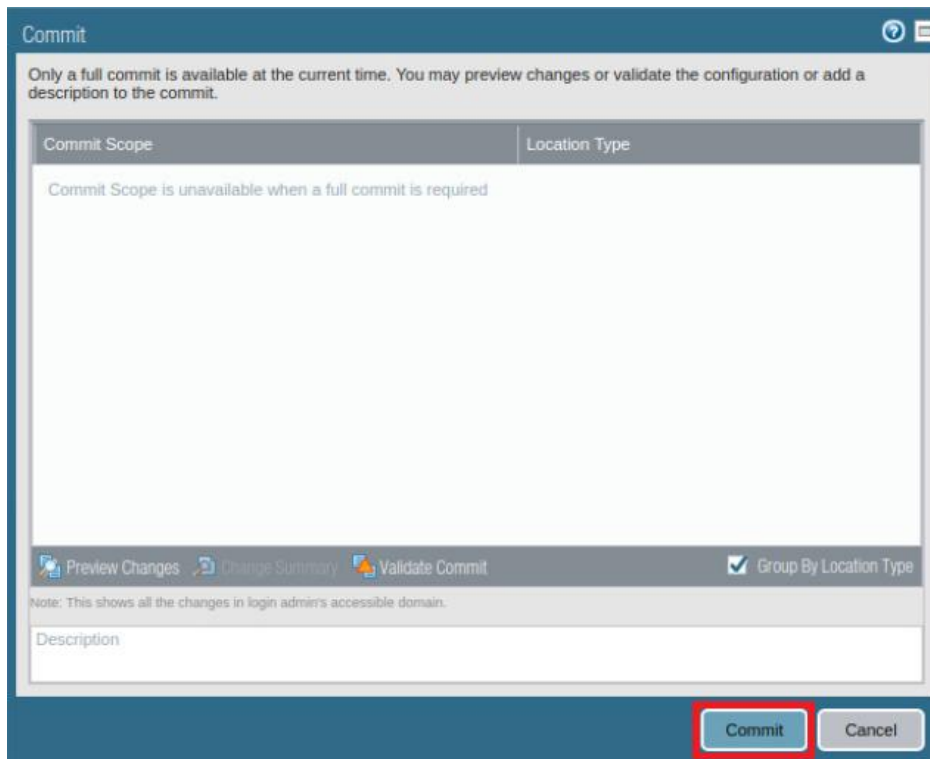 Commit
Only a full commit is available at the current time. You may preview changes or validate the configuration or add a
description to the commit.
Commit Scope Location Type
Commit Scope is unavailable when a full commit is required
Preview Changes Change Summary Validate Commit Group By Location Type
Note: This shows all the changes in login admin's accessible domain.
Description
Commit Cancel